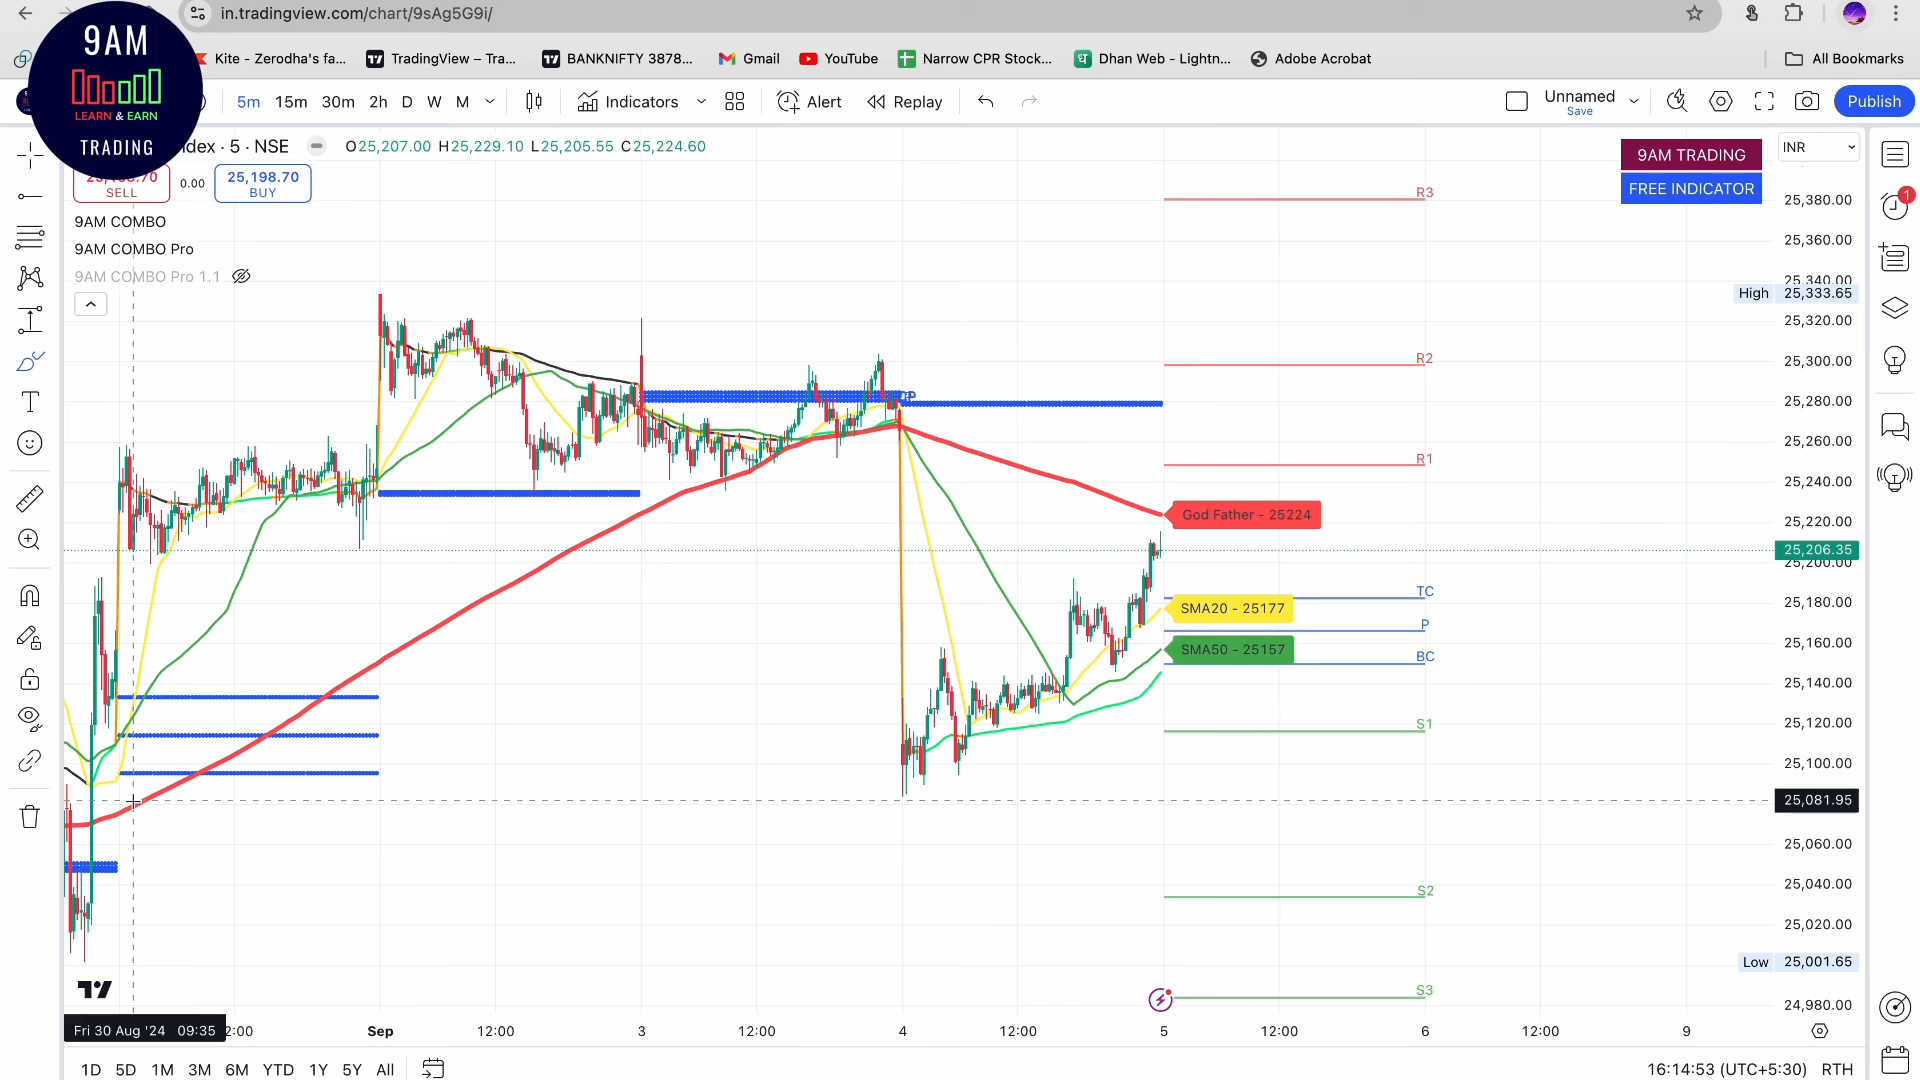 in.tradingview.com/chart/9sAg5G9i/
9AM
LEARN & EARN
TRADING
Kite - Zerodha's fa...
TradingView – Tra...
BANKNIFTY 3878...
Gmail
YouTube
Narrow CPR Stock...
Dhan Web - Lightn...
Adobe Acrobat
All Bookmarks
5m 15m 30m 2h D W M
Indicators
Alert
Replay
Unnamed
Save
Publish
dex · 5 · NSE
O25,207.00 H25,229.10 L25,205.55 C25,224.60
SELL
0.00
25,198.70
BUY
9AM COMBO
9AM COMBO Pro
9AM COMBO Pro 1.1
9AM TRADING
FREE INDICATOR
INR
1
R3
R2
R1
God Father - 25224
TC
SMA20 - 25177
P
SMA50 - 25157
BC
S1
S2
S3
25,380.00
25,360.00
25,340.00
High 25,333.65
25,320.00
25,300.00
25,280.00
25,260.00
25,240.00
25,220.00
25,206.35
25,200.00
25,180.00
25,160.00
25,140.00
25,120.00
25,100.00
25,081.95
25,060.00
25,040.00
25,020.00
Low 25,001.65
24,980.00
Fri 30 Aug '24 09:35
2:00
Sep
12:00
3
12:00
4
12:00
5
12:00
6
12:00
9
1D 5D 1M 3M 6M YTD 1Y 5Y All
16:14:53 (UTC+5:30) RTH